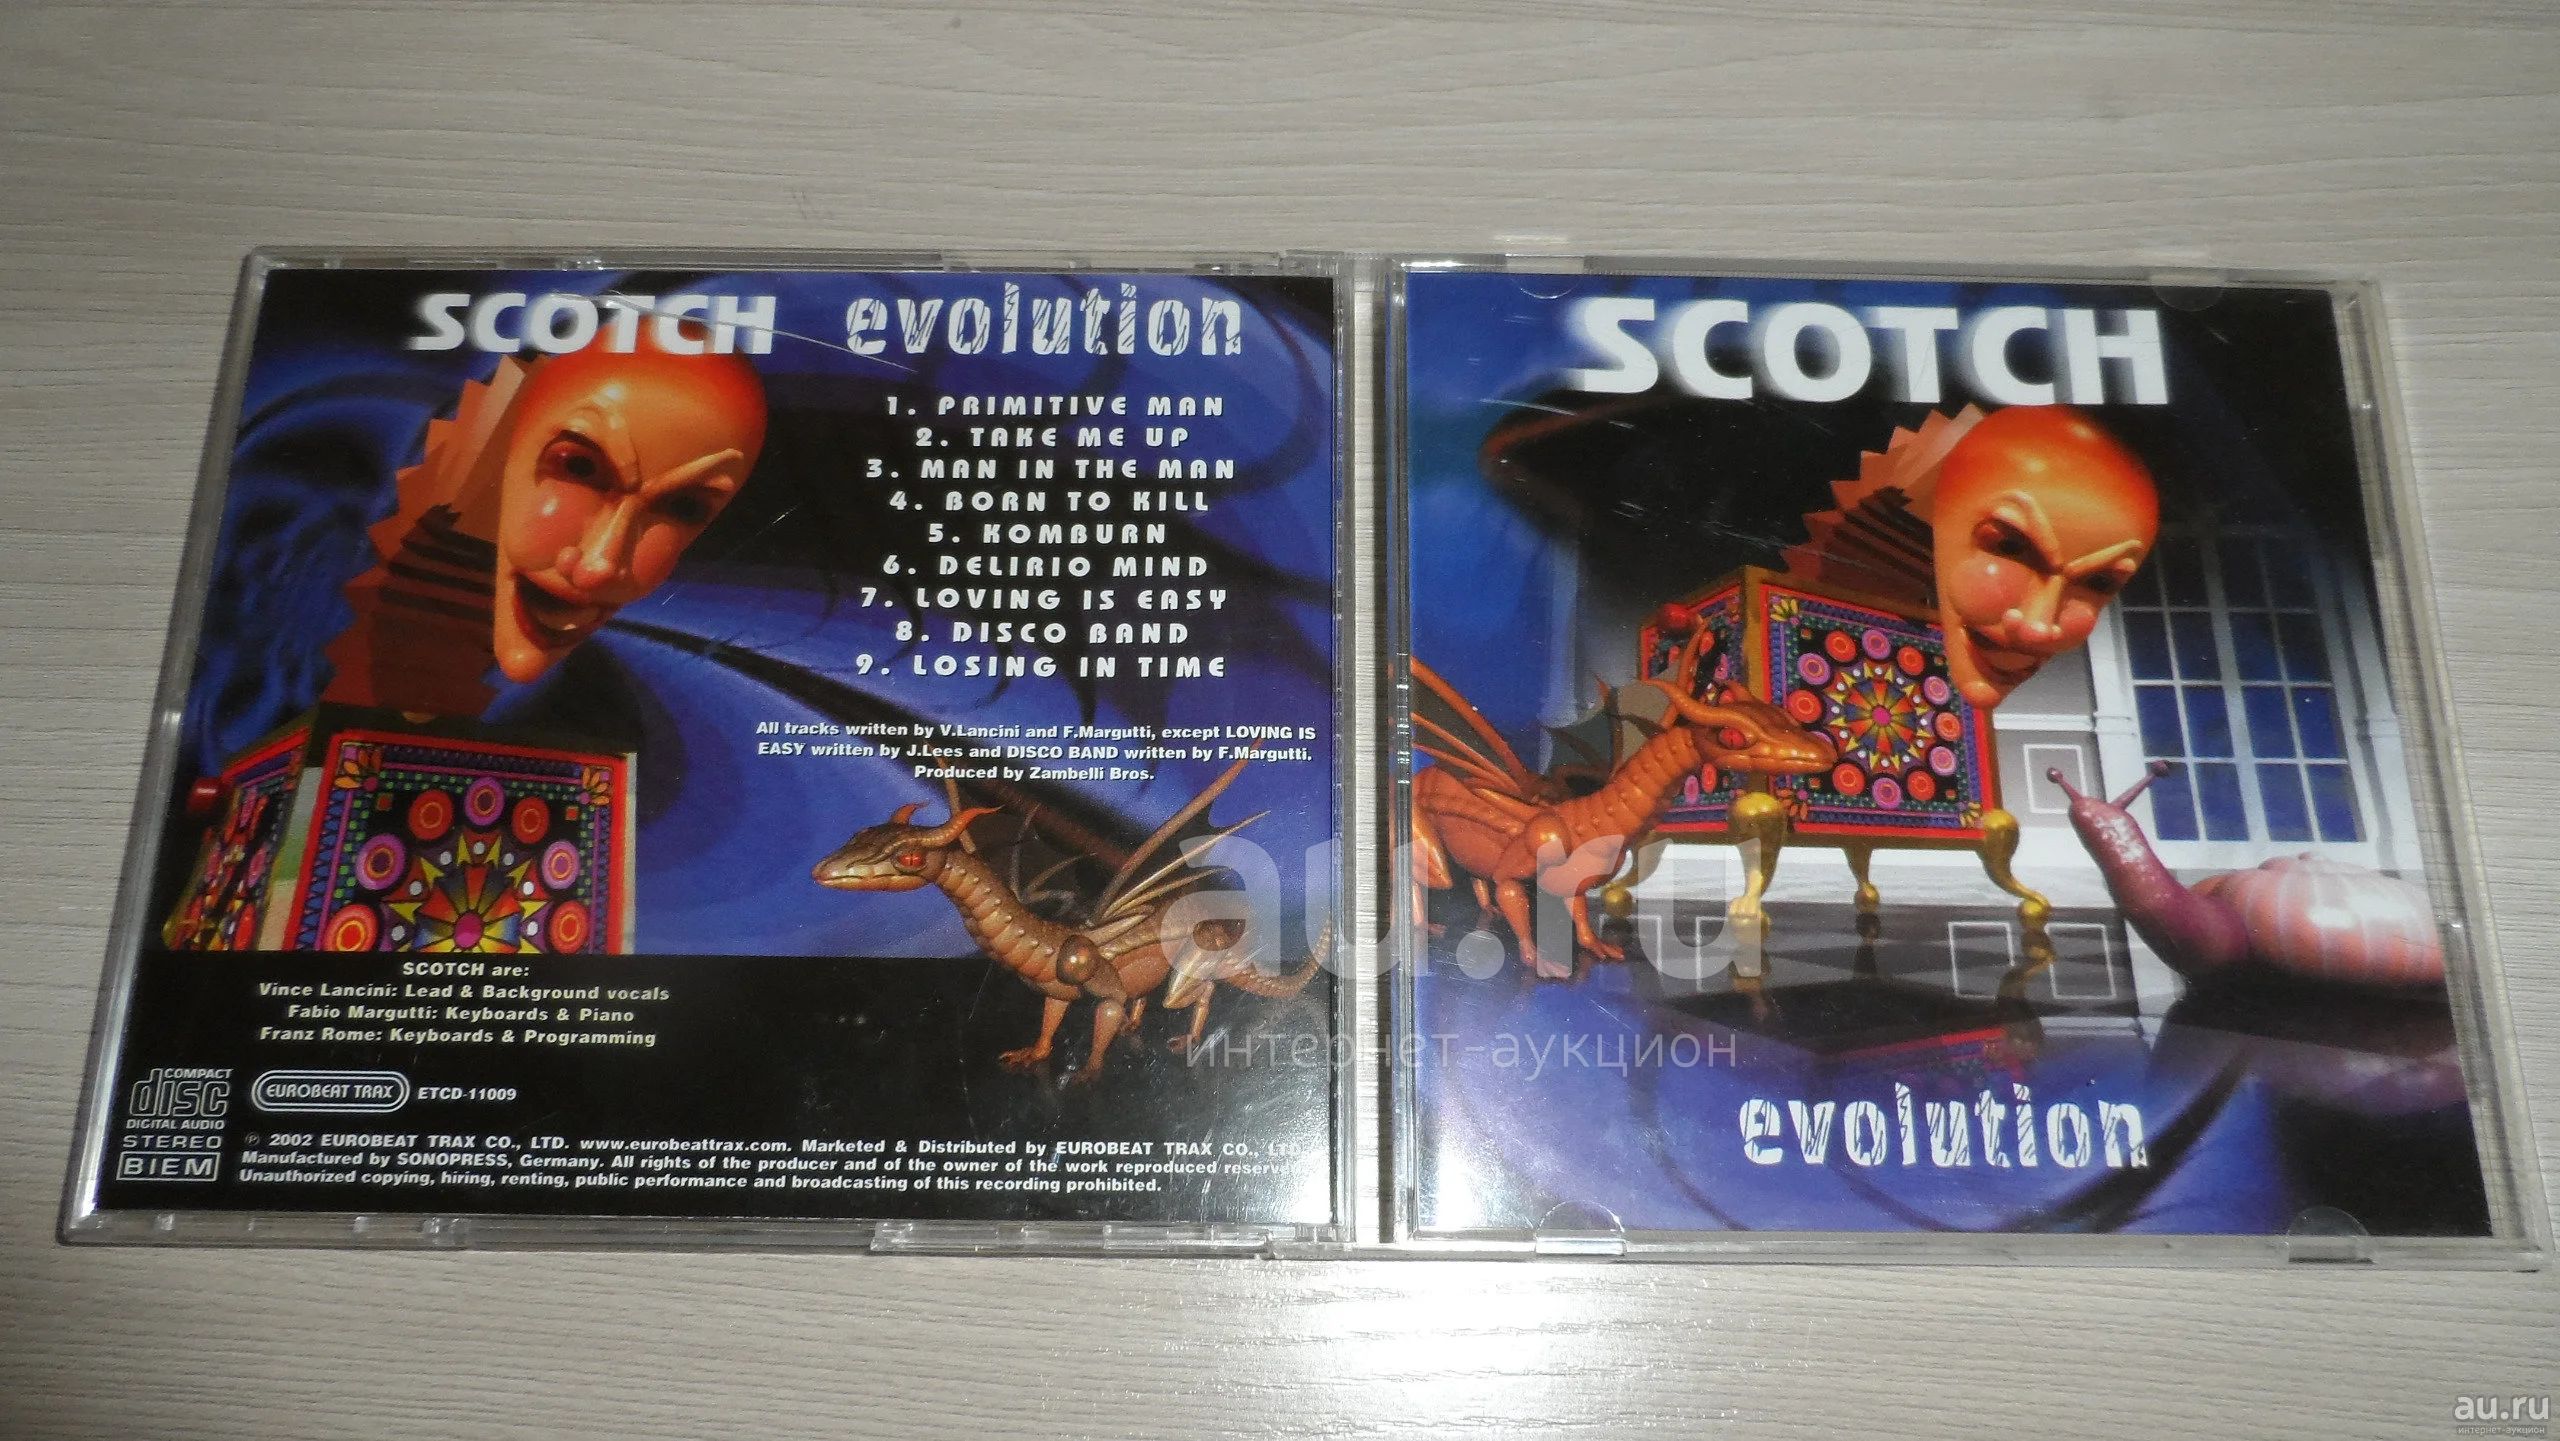 SCOTCH evolution
1. PRIMITIVE MAN
2. TAKE ME UP
3. MAN IN THE MAN
4. BORN TO KILL
5. KOMBURN
6. DELIRIO MIND
7. LOVING IS EASY
8. DISCO BAND
9. LOSING IN TIME
All tracks written by V.Lancini and F.Margutti, except LOVING IS
EASY written by J.Lees and DISCO BAND written by F.Margutti.
Produced by Zambelli Bros.
SCOTCH are:
Vince Lancini: Lead & Background vocals
Fabio Margutti: Keyboards & Piano
Franz Rome: Keyboards & Programming
COMPACT
disc
DIGITAL AUDIO
STEREO
BIEM
EUROBEAT TRAX ETCD-11009
℗ 2002 EUROBEAT TRAX CO., LTD. www.eurobeattrax.com. Marketed & Distributed by EUROBEAT TRAX CO., LTD.
Manufactured by SONOPRESS, Germany. All rights of the producer and of the owner of the work reproduced reserve
Unauthorized copying, hiring, renting, public performance and broadcasting of this recording prohibited.
SCOTCH
evolution
au.ru
интернет-аукцион
au.ru
интернет-аукцион